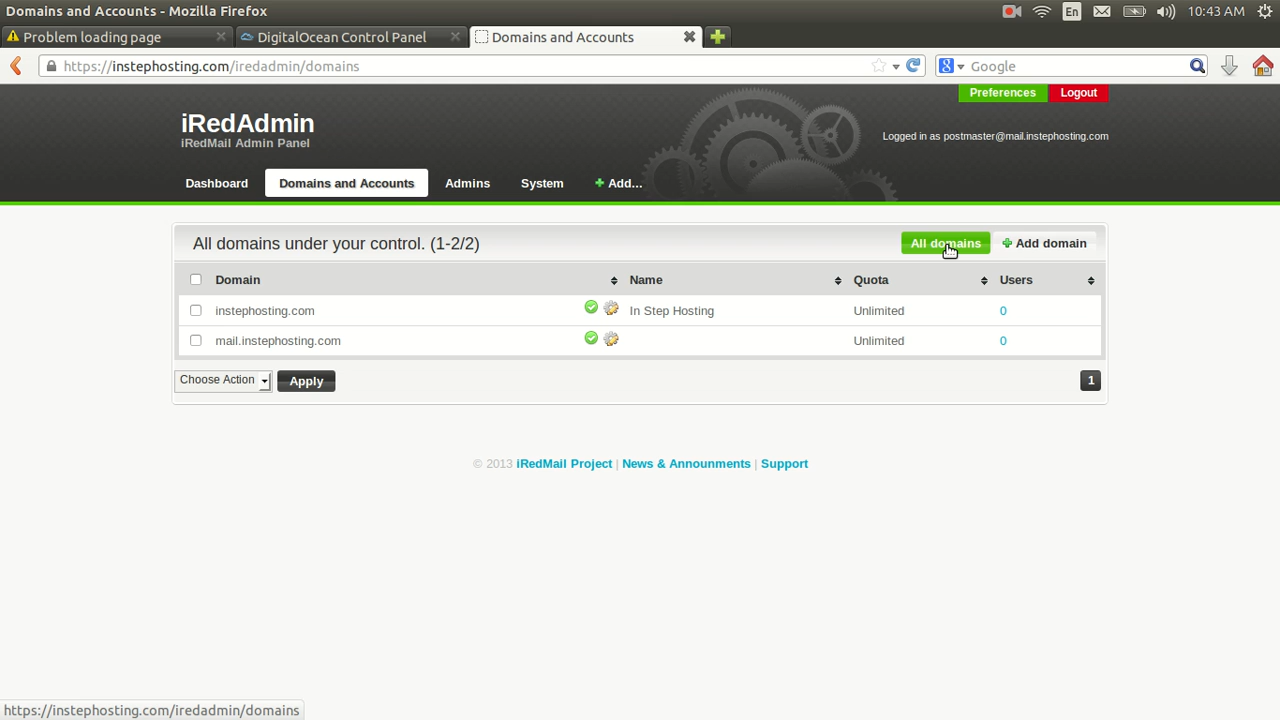 Domains and Accounts - Mozilla Firefox
En
10:43 AM
Problem loading page
DigitalOcean Control Panel
Domains and Accounts
https://instephosting.com/iredadmin/domains
Google
Preferences
Logout
iRedAdmin
iRedMail Admin Panel
Logged in as postmaster@mail.instephosting.com
Dashboard
Domains and Accounts
Admins
System
Add...
All domains under your control. (1-2/2)
All domains
Add domain
Domain Name Quota Users
instephosting.com In Step Hosting Unlimited 0
mail.instephosting.com Unlimited 0
Choose Action
Apply
1
© 2013 iRedMail Project | News & Announments | Support
https://instephosting.com/iredadmin/domains